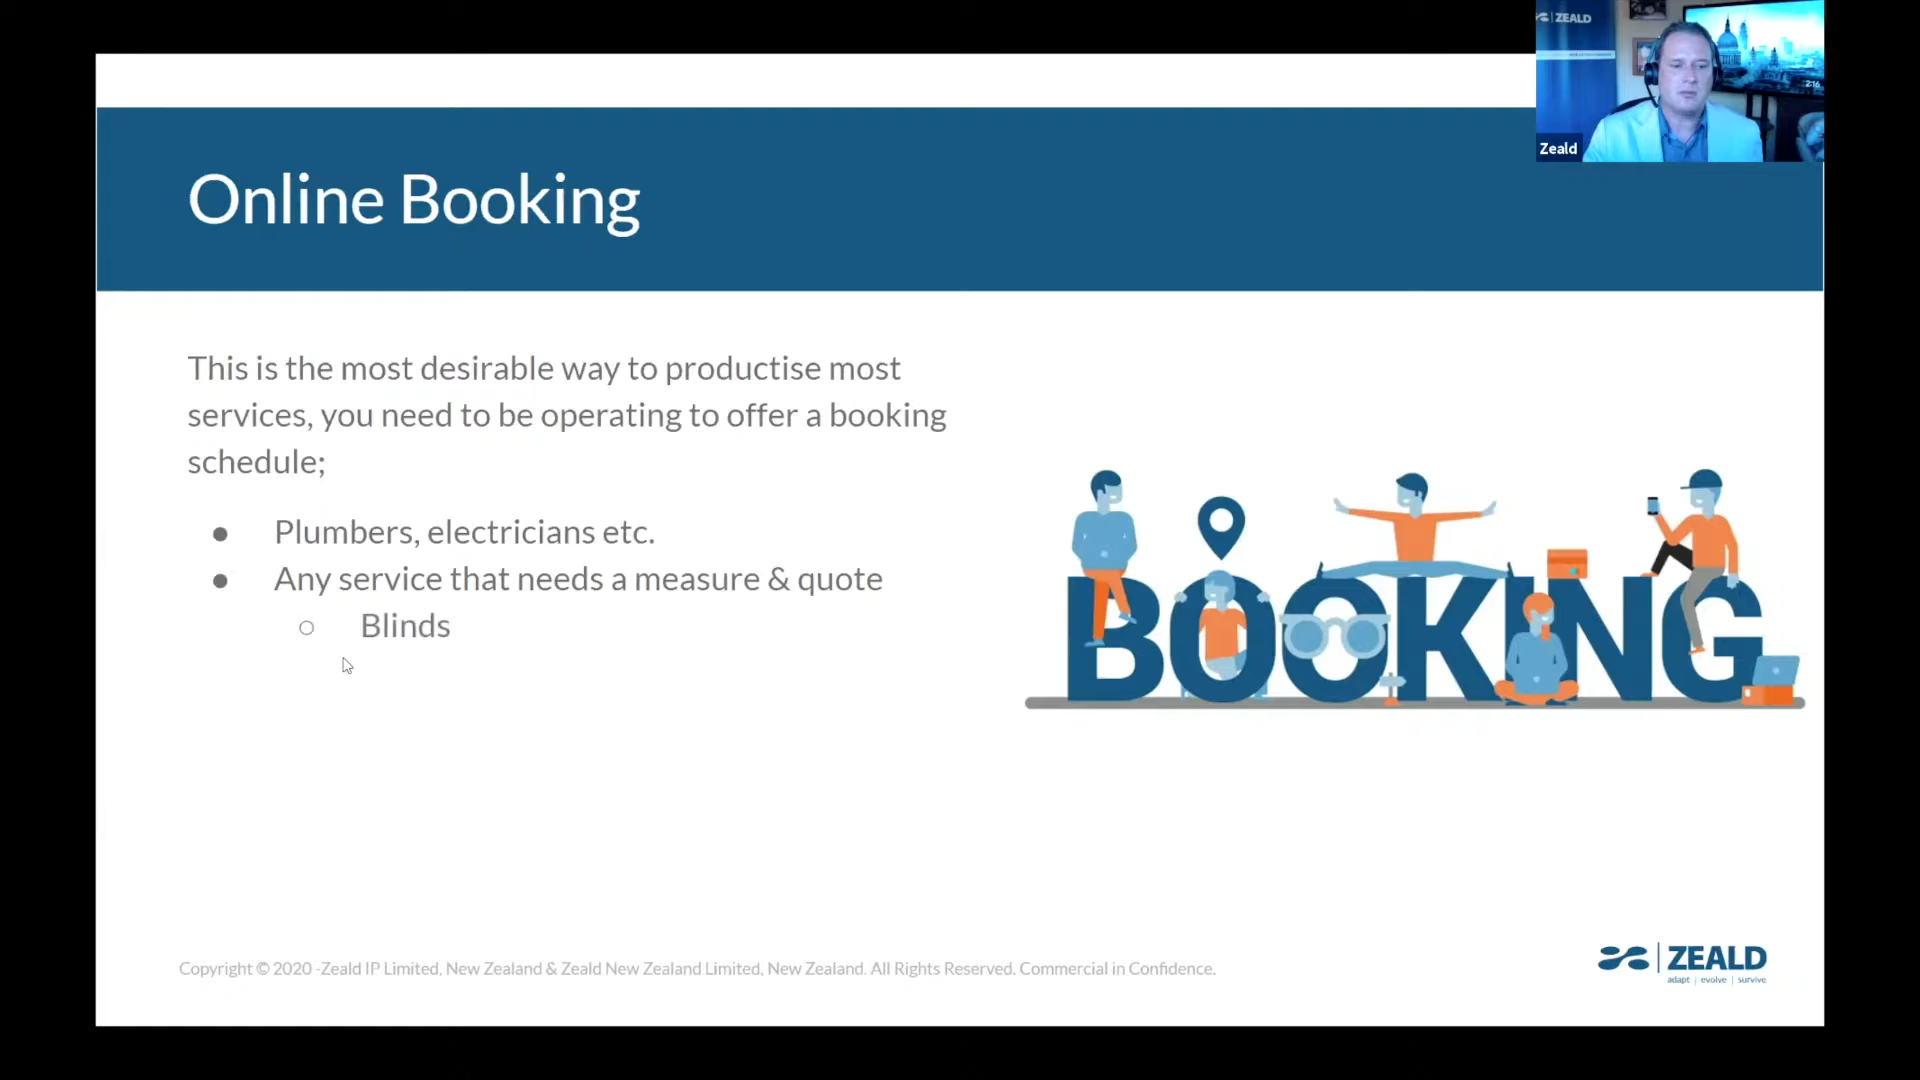 ZEALD
2:16
Zeald
Online Booking
This is the most desirable way to productise most
services, you need to be operating to offer a booking
schedule;
● Plumbers, electricians etc.
● Any service that needs a measure & quote
○ Blinds
BOOKING
Copyright © 2020 -Zeald IP Limited, New Zealand & Zeald New Zealand Limited, New Zealand. All Rights Reserved. Commercial in Confidence.
ZEALD
adapt | evolve | survive